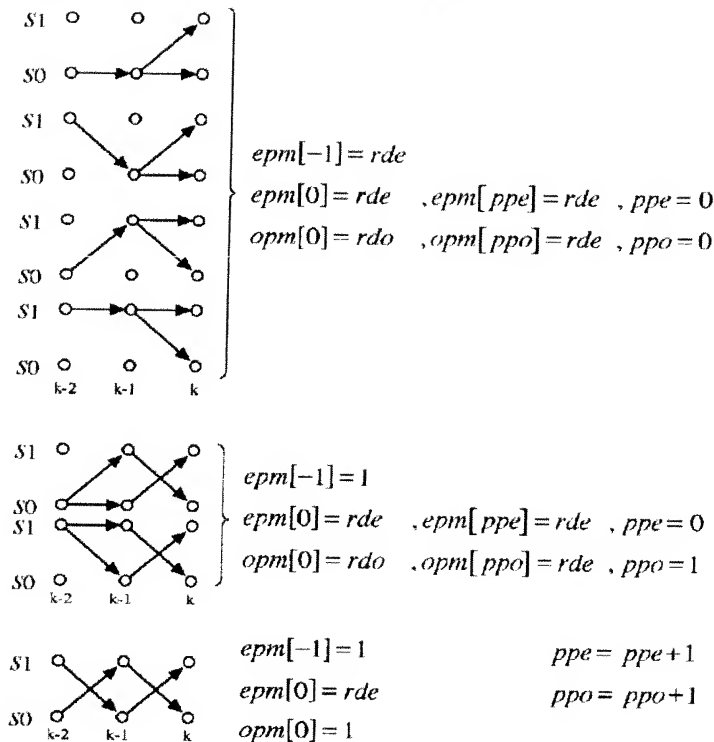 S1
S0
S1
S0
S1
S0
S1
S0
k-2 k-1 k
epm[−1]=rde
epm[0]=rde ,epm[ppe]=rde , ppe=0
opm[0]=rdo ,opm[ppo]=rde , ppo=0
S1
S0
S1
S0
k-2 k-1 k
epm[−1]=1
epm[0]=rde ,epm[ppe]=rde , ppe=0
opm[0]=rdo ,opm[ppo]=rde , ppo=1
S1
S0
k-2 k-1 k
epm[−1]=1 ppe= ppe+1
epm[0]=rde ppo= ppo+1
opm[0]=1